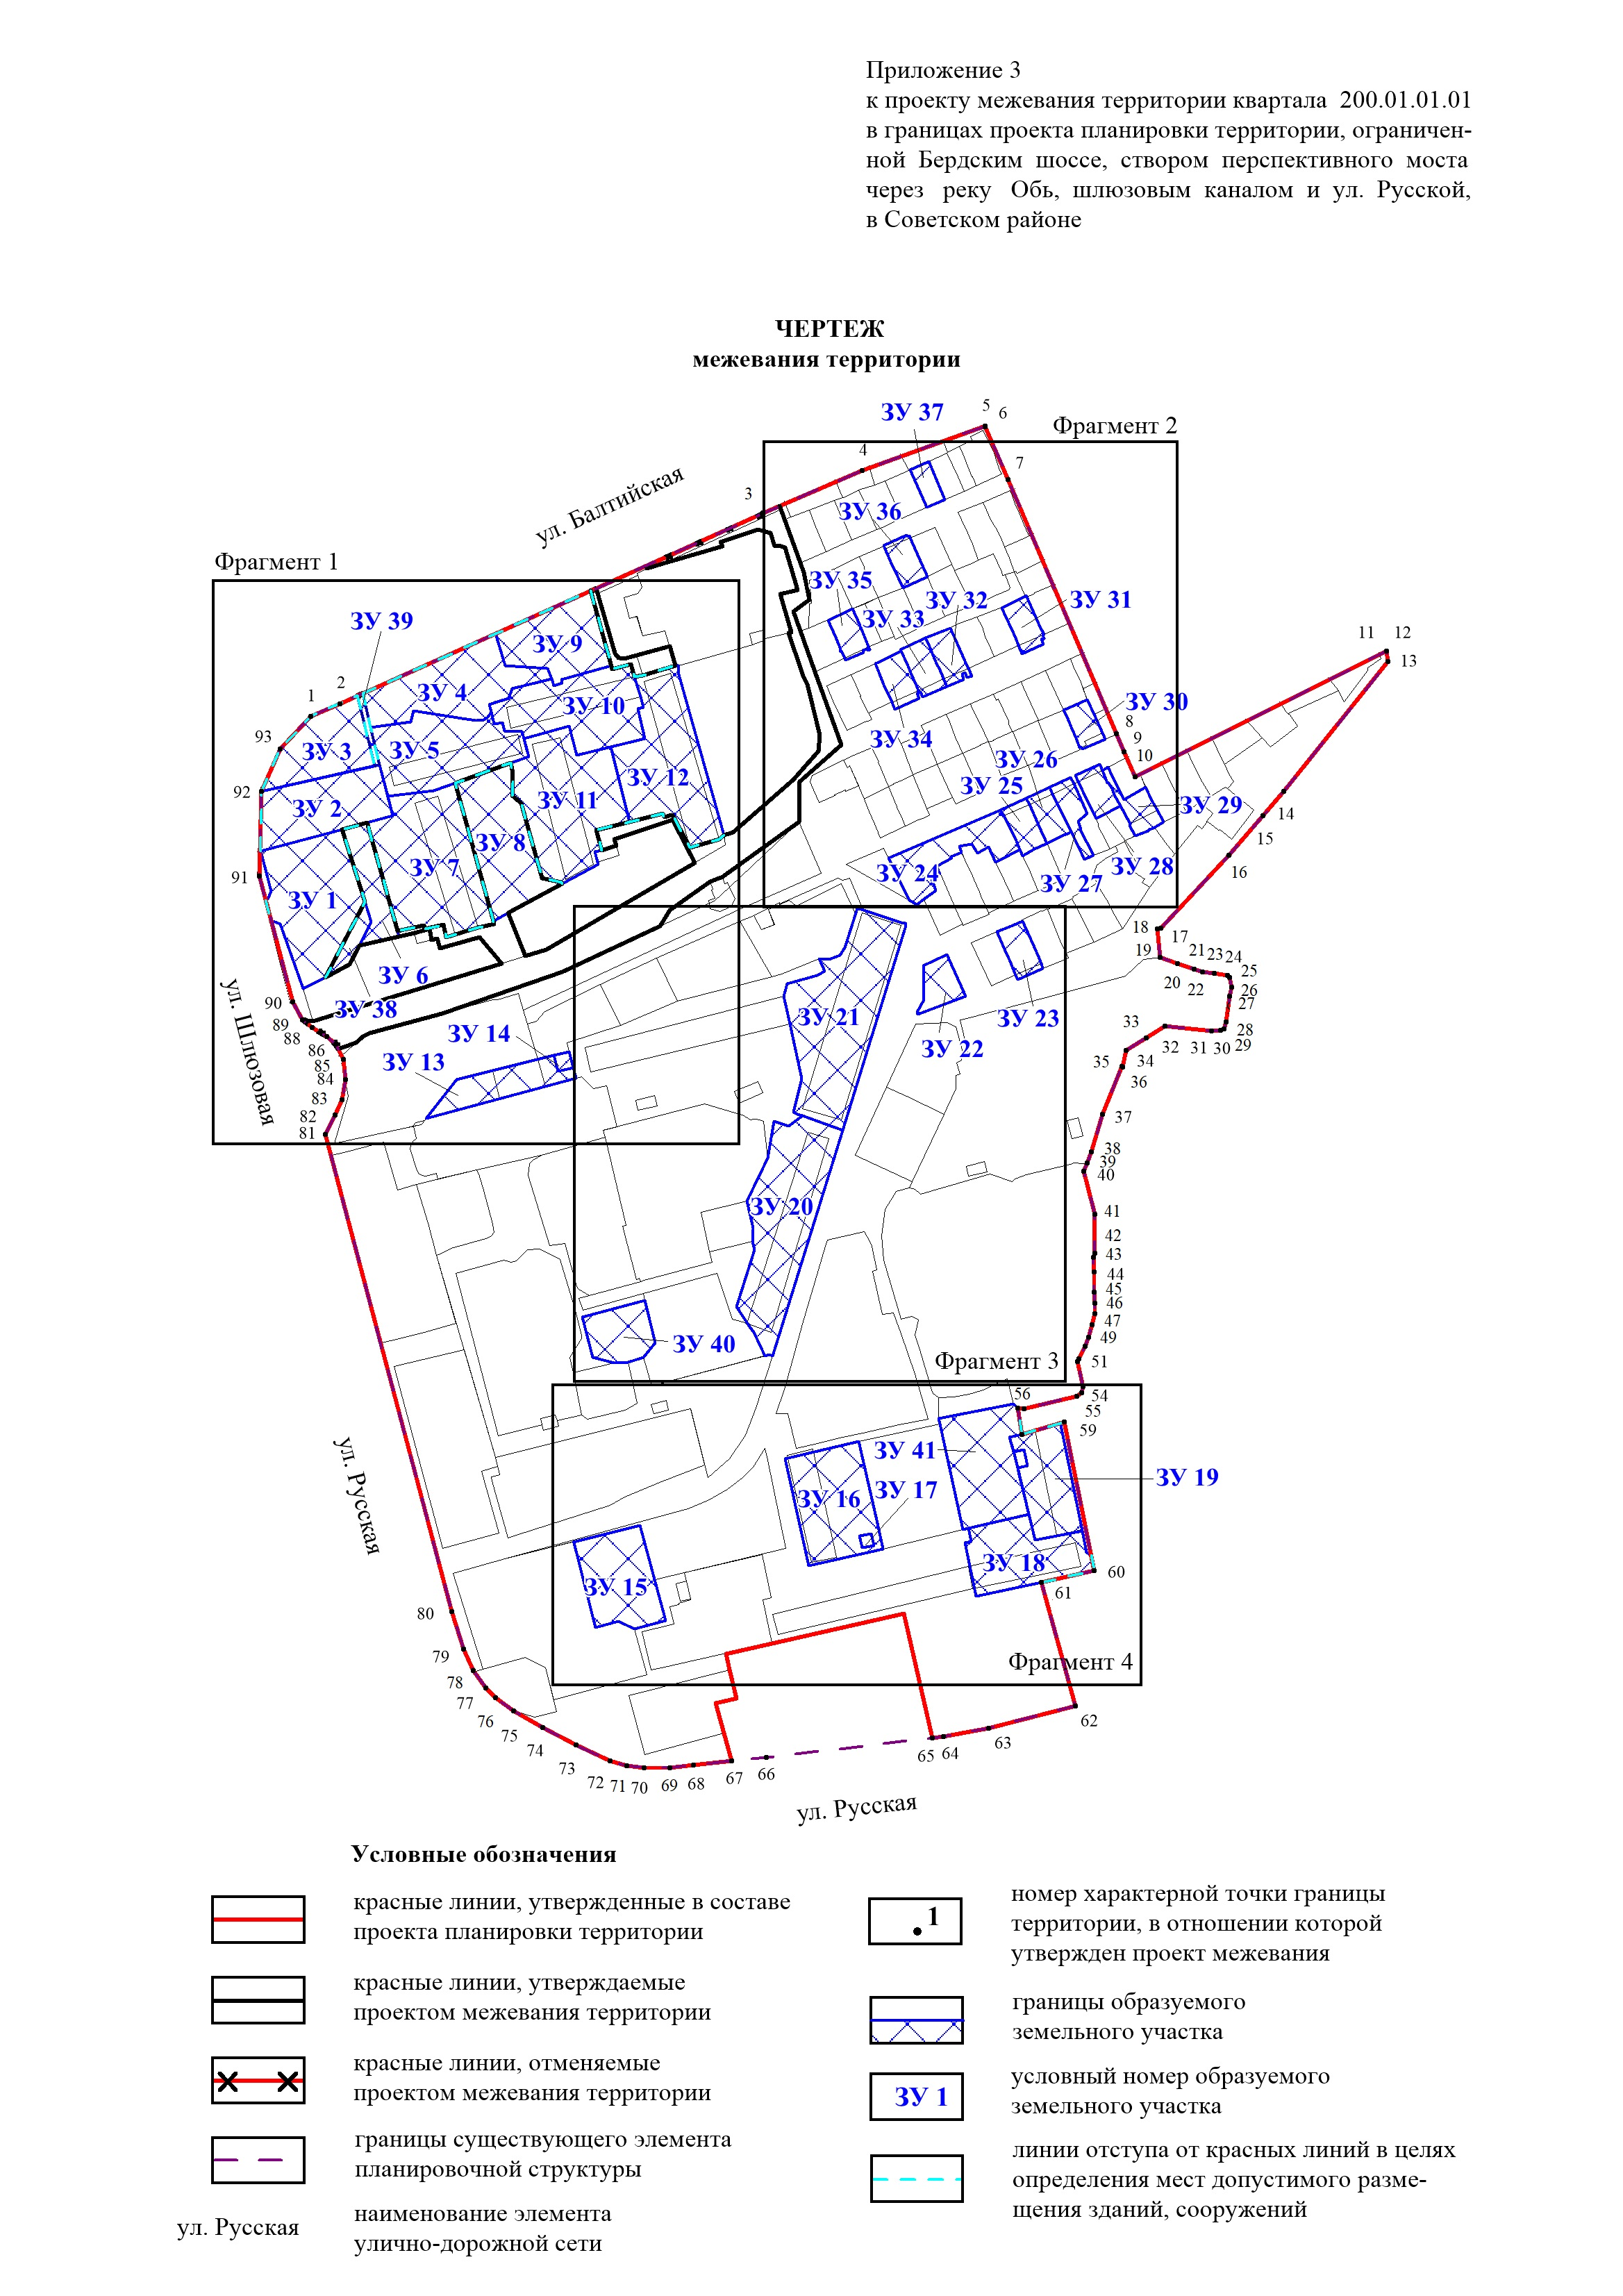 Приложение 3
к проекту межевания территории квартала 200.01.01.01
в границах проекта планировки территории, ограничен-
ной Бердским шоссе, створом перспективного моста
через реку Обь, шлюзовым каналом и ул. Русской,
в Советском районе
ЧЕРТЕЖ
межевания территории
5
6
ЗУ 37
Фрагмент 2
4
7
3
ул. Балтийская
ЗУ 36
Фрагмент 1
ЗУ 35
ЗУ 32
ЗУ 31
ЗУ 39
ЗУ 33
11
12
13
ЗУ 9
1
2
ЗУ 4
ЗУ 10
ЗУ 30
8
93
ЗУ 3
ЗУ 5
ЗУ 34
9
10
ЗУ 26
ЗУ 12
ЗУ 25
92
ЗУ 2
ЗУ 11
ЗУ 29
14
15
ЗУ 8
ЗУ 7
ЗУ 24
ЗУ 28
16
91
ЗУ 27
ЗУ 1
18
17
19
21
23
24
25
20
22
26
27
ЗУ 6
90
ЗУ 38
ЗУ 21
ЗУ 23
ул. Шлюзовая
89
88
86
85
84
83
82
81
ЗУ 14
ЗУ 13
ЗУ 22
33
28
29
32
31
30
35
34
36
37
38
39
40
ЗУ 20
41
42
43
44
45
46
47
49
51
ЗУ 40
Фрагмент 3
54
55
56
59
ЗУ 41
ЗУ 17
ЗУ 16
ЗУ 19
ул. Русская
ЗУ 18
60
61
ЗУ 15
80
79
78
77
76
75
74
73
72
71
70
69
68
67
66
65
64
63
62
Фрагмент 4
ул. Русская
Условные обозначения
красные линии, утвержденные в составе
проекта планировки территории
красные линии, утверждаемые
проектом межевания территории
красные линии, отменяемые
проектом межевания территории
границы существующего элемента
планировочной структуры
ул. Русская
наименование элемента
улично-дорожной сети
1
номер характерной точки границы
территории, в отношении которой
утвержден проект межевания
границы образуемого
земельного участка
ЗУ 1
условный номер образуемого
земельного участка
линии отступа от красных линий в целях
определения мест допустимого разме-
щения зданий, сооружений